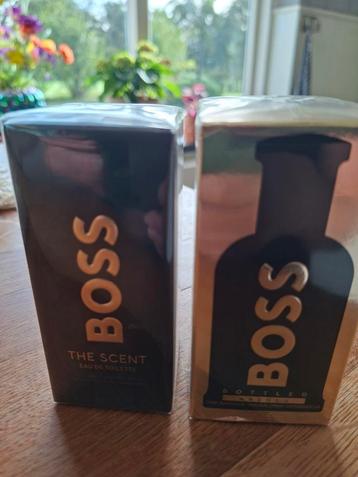 BOSS
THE SCENT
EAU DE TOILETTE
BOSS
BOTTLED